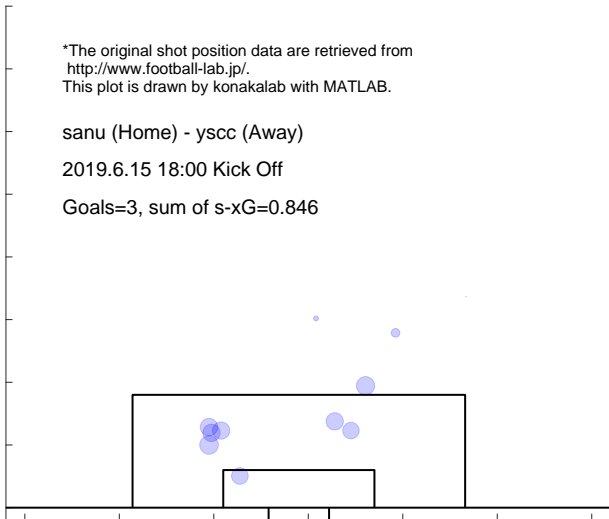 *The original shot position data are retrieved from
http://www.football-lab.jp/.
This plot is drawn by konakalab with MATLAB.
sanu (Home) - yscc (Away)
2019.6.15 18:00 Kick Off
Goals=3, sum of s-xG=0.846